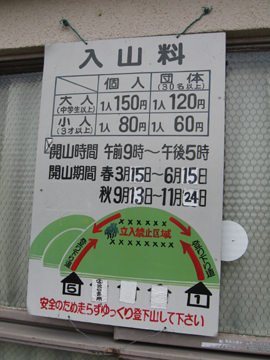 入山料
個人 団体
(30名以上)
大人 1人150円 1人120円
(中学生以上)
小人 1人80円 1人60円
(3才以上)
開山時間 午前9時〜午後5時
開山期間 春3月15日〜6月15日
秋9月13日〜11月24日
××××××××
立入禁止区域
××××××
6 1
安全のため走らずゆっくり登下山して下さい